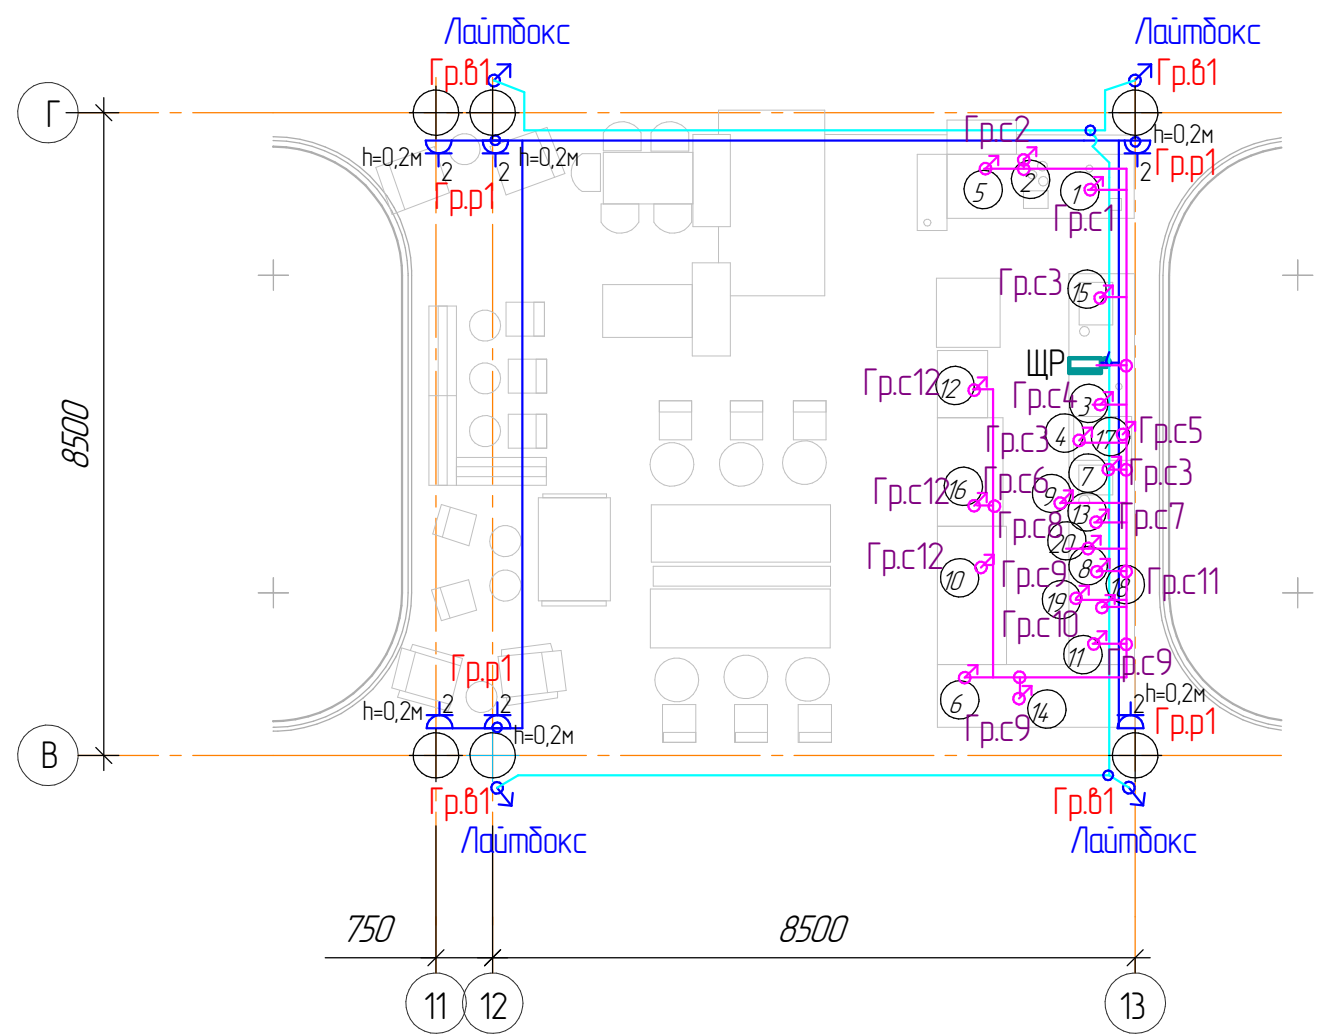 Лайтбокс
Лайтбокс
Гр.в1
Гр.в1
Г
h=0,2м
2
2
h=0,2м
Гр.р1
Гр.с2
h=0,2м
2
Гр.р1
5
2
1
Гр.с1
Гр.с3
15
ЩР
Гр.с12
12
Гр.с4
3
Гр.с3
4
17
Гр.с5
8500
7
Гр.с3
Гр.с12
16
Гр.с6
9
13
Гр.с7
Гр.с8
20
Гр.с12
10
Гр.с9
8
18
Гр.с11
19
Гр.с10
11
Гр.с9
Гр.р1
h=0,2м
2
2
h=0,2м
6
14
Гр.с9
2
h=0,2м
Гр.р1
В
Гр.в1
Гр.в1
Лайтбокс
Лайтбокс
750
8500
11
12
13